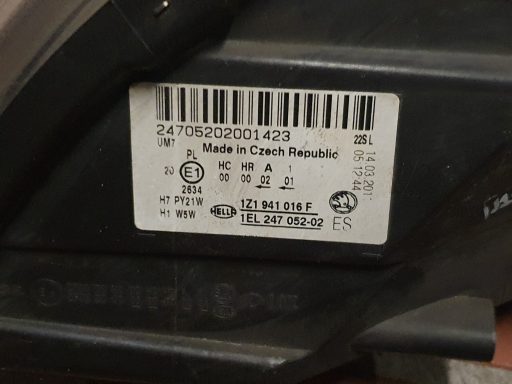 24705202001423
UM7
Made in Czech Republic
22S L
PL
HC HR A 1
20 E1 00 00 02 01
2634
H7 PY21W
H1 W5W
HELLA
1Z1 941 016 F
1EL 247 052-02
ES
14.03.201
05:12:44